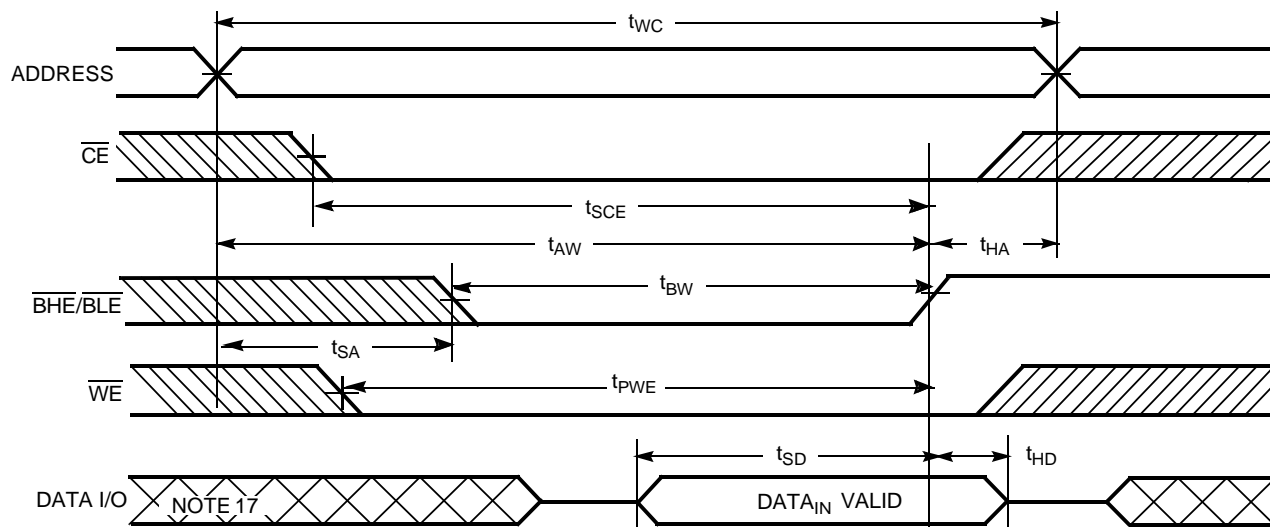 tWC
ADDRESS
CE
tSCE
tAW
tHA
tBW
BHE/BLE
tSA
tPWE
WE
tSD
tHD
DATA I/O
NOTE 17
DATAIN VALID